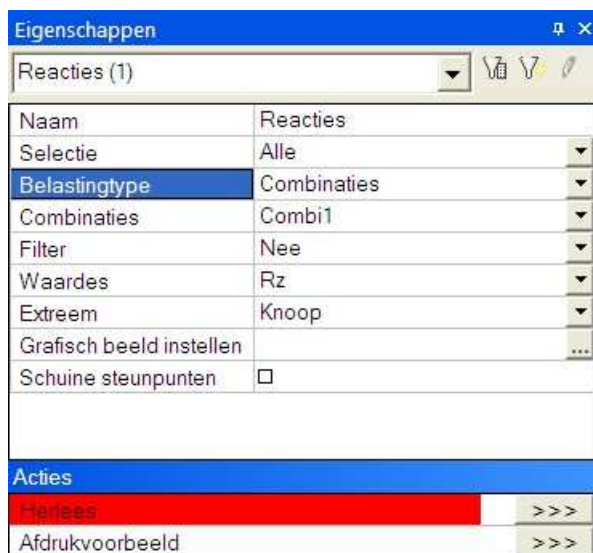 Eigenschappen
Reacties (1)
Naam Reacties
Selectie Alle
Belastingtype Combinaties
Combinaties Combi1
Filter Nee
Waardes Rz
Extreem Knoop
Grafisch beeld instellen ...
Schuine steunpunten
Acties
Herlees >>>
Afdrukvoorbeeld >>>